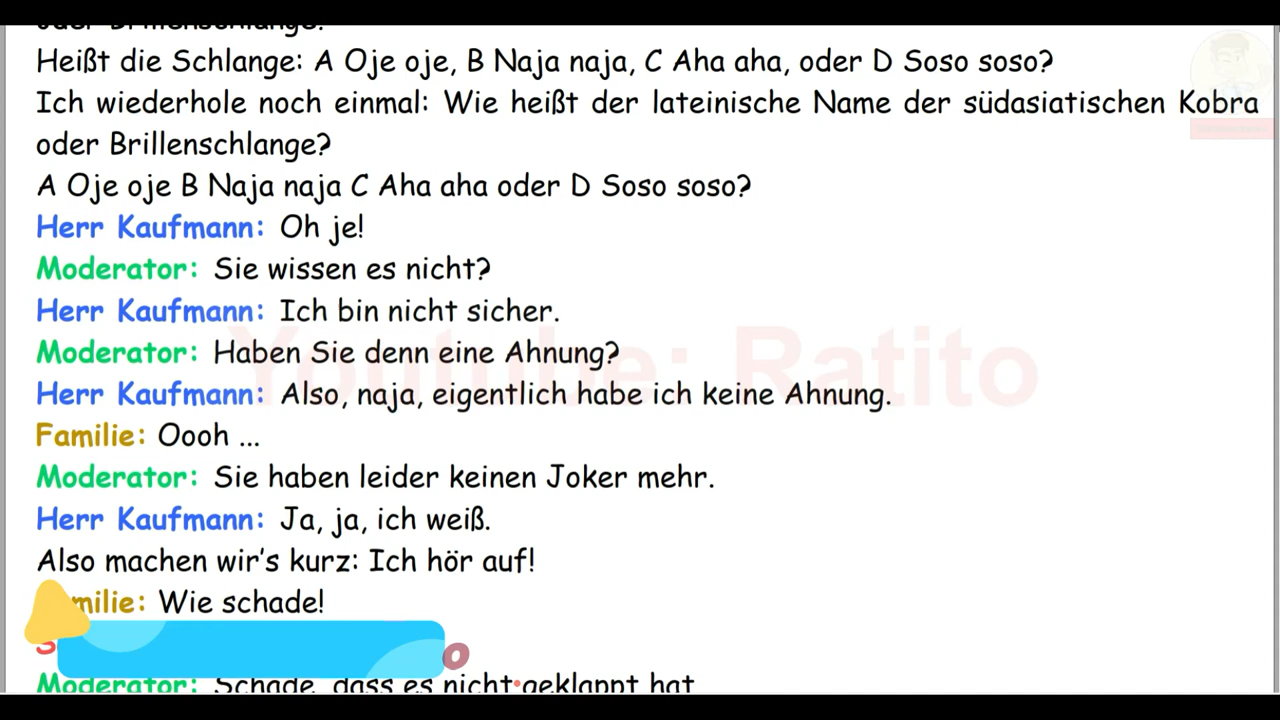 oder Brillenschlange.
Heißt die Schlange: A Oje oje, B Naja naja, C Aha aha, oder D Soso soso?
Ich wiederhole noch einmal: Wie heißt der lateinische Name der südasiatischen Kobra
oder Brillenschlange?
A Oje oje B Naja naja C Aha aha oder D Soso soso?
Herr Kaufmann: Oh je!
Moderator: Sie wissen es nicht?
Herr Kaufmann: Ich bin nicht sicher.
Moderator: Haben Sie denn eine Ahnung?
Youtube: Ratito
Herr Kaufmann: Also, naja, eigentlich habe ich keine Ahnung.
Familie: Oooh ...
Moderator: Sie haben leider keinen Joker mehr.
Herr Kaufmann: Ja, ja, ich weiß.
Also machen wir's kurz: Ich hör auf!
milie: Wie schade!
Moderator: Schade, dass es nicht geklappt hat